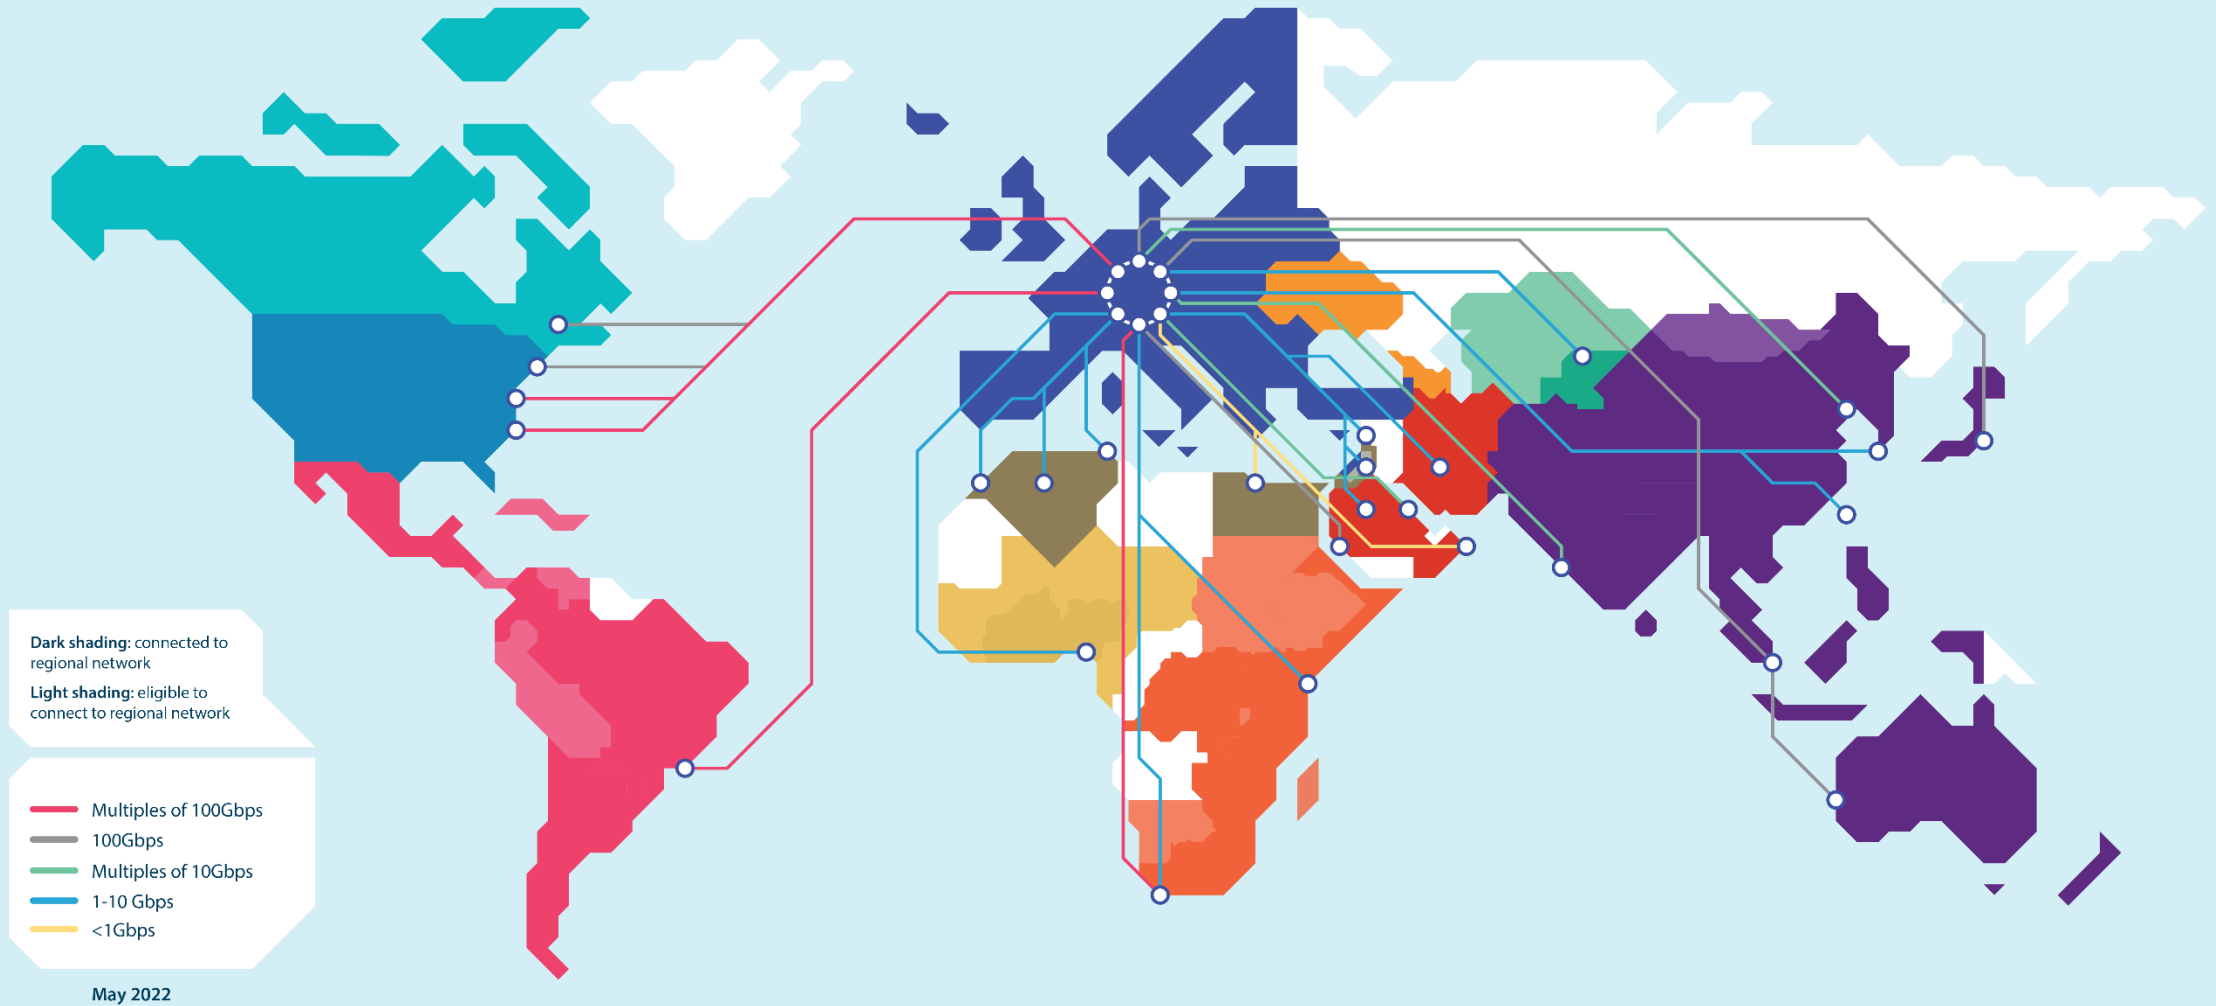 Dark shading: connected to
regional network
Light shading: eligible to
connect to regional network
Multiples of 100Gbps
100Gbps
Multiples of 10Gbps
1-10 Gbps
<1Gbps
May 2022